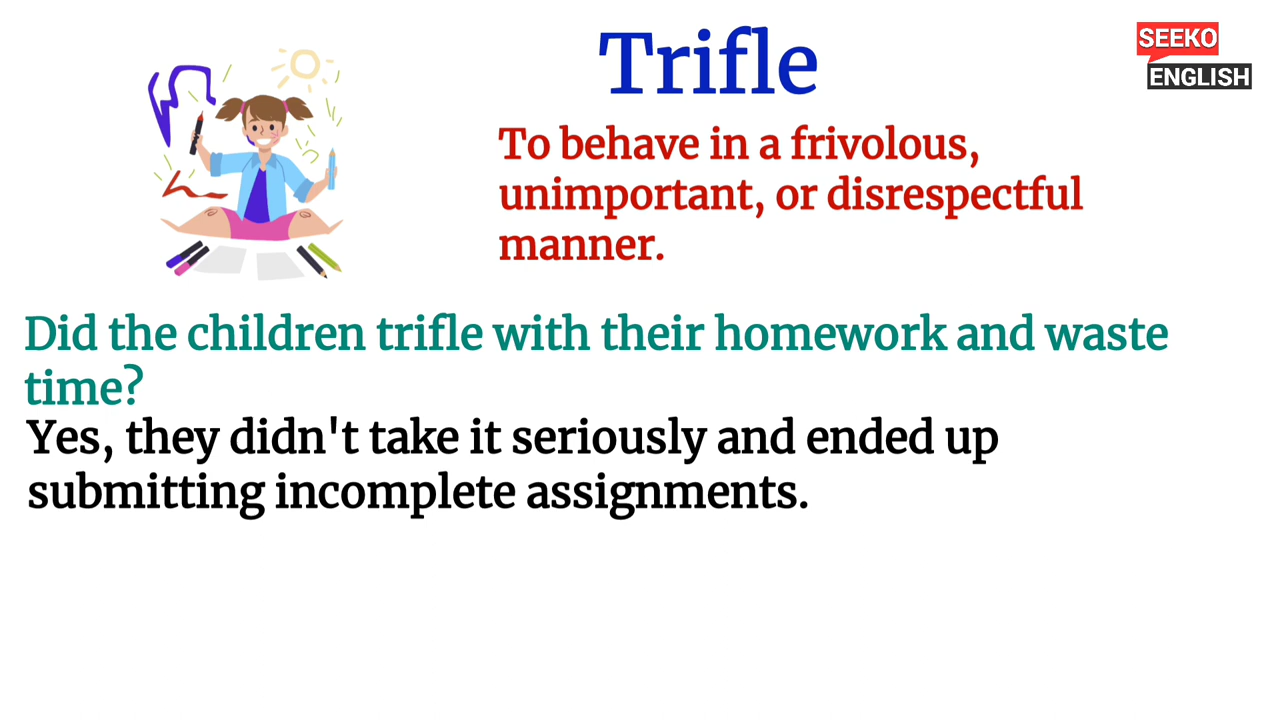 Trifle
SEEKO
ENGLISH
To behave in a frivolous,
unimportant, or disrespectful
manner.
Did the children trifle with their homework and waste
time?
Yes, they didn't take it seriously and ended up
submitting incomplete assignments.